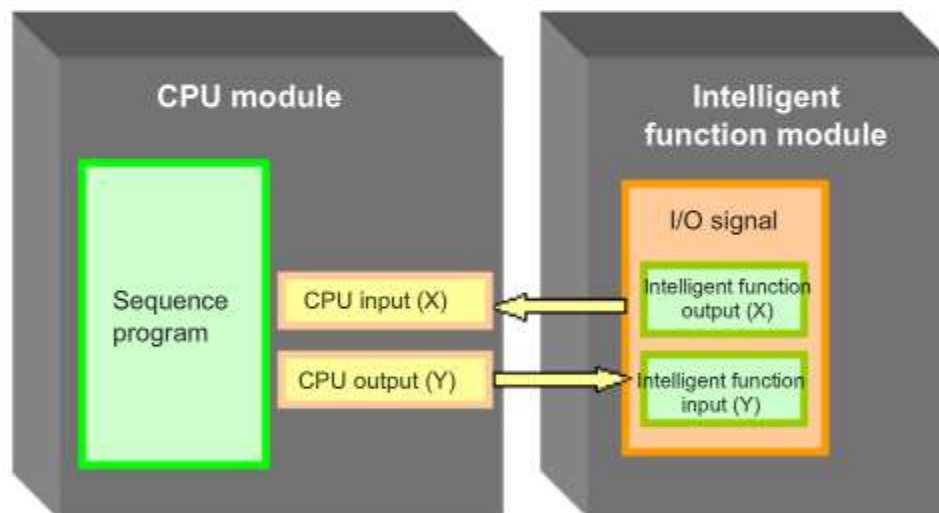 CPU module
Sequence
program
CPU input (X)
CPU output (Y)
Intelligent
function module
I/O signal
Intelligent function
output (X)
Intelligent function
input (Y)